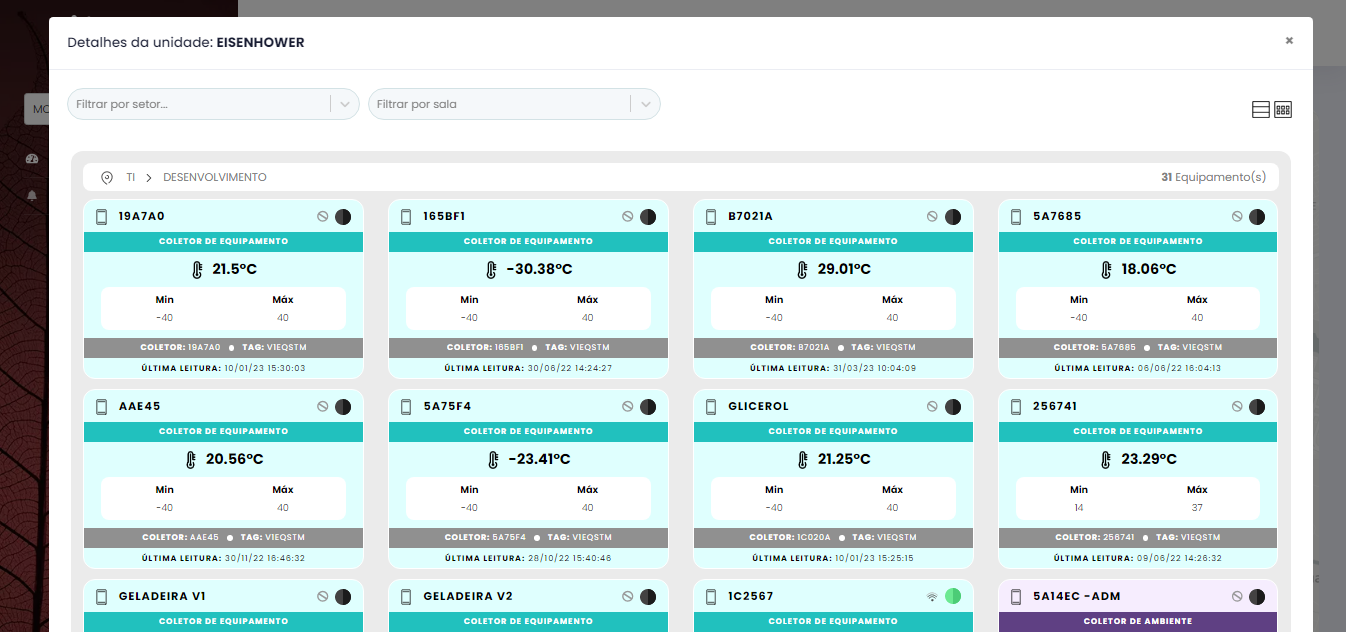 Detalhes da unidade: EISENHOWER
×
MO
Filtrar por setor...
Filtrar por sala
TI > DESENVOLVIMENTO
31 Equipamento(s)
19A7A0
COLETOR DE EQUIPAMENTO
21.5°C
Min Máx
-40 40
COLETOR: 19A7A0 ● TAG: V1EQSTM
ÚLTIMA LEITURA: 10/01/23 15:30:03
165BF1
COLETOR DE EQUIPAMENTO
-30.38°C
Min Máx
-40 40
COLETOR: 165BF1 ● TAG: V1EQSTM
ÚLTIMA LEITURA: 30/06/22 14:24:27
B7021A
COLETOR DE EQUIPAMENTO
29.01°C
Min Máx
-40 40
COLETOR: B7021A ● TAG: V1EQSTM
ÚLTIMA LEITURA: 31/03/23 10:04:09
5A7685
COLETOR DE EQUIPAMENTO
18.06°C
Min Máx
-40 40
COLETOR: 5A7685 ● TAG: V1EQSTM
ÚLTIMA LEITURA: 06/06/22 16:04:13
AAE45
COLETOR DE EQUIPAMENTO
20.56°C
Min Máx
-40 40
COLETOR: AAE45 ● TAG: V1EQSTM
ÚLTIMA LEITURA: 30/11/22 16:46:32
5A75F4
COLETOR DE EQUIPAMENTO
-23.41°C
Min Máx
-40 40
COLETOR: 5A75F4 ● TAG: V1EQSTM
ÚLTIMA LEITURA: 28/10/22 15:40:46
GLICEROL
COLETOR DE EQUIPAMENTO
21.25°C
Min Máx
-40 40
COLETOR: 1C020A ● TAG: V1EQSTM
ÚLTIMA LEITURA: 10/01/23 15:25:15
256741
COLETOR DE EQUIPAMENTO
23.29°C
Min Máx
14 37
COLETOR: 256741 ● TAG: V1EQSTM
ÚLTIMA LEITURA: 09/06/22 14:26:32
GELADEIRA V1
COLETOR DE EQUIPAMENTO
GELADEIRA V2
COLETOR DE EQUIPAMENTO
1C2567
COLETOR DE EQUIPAMENTO
5A14EC -ADM
COLETOR DE AMBIENTE